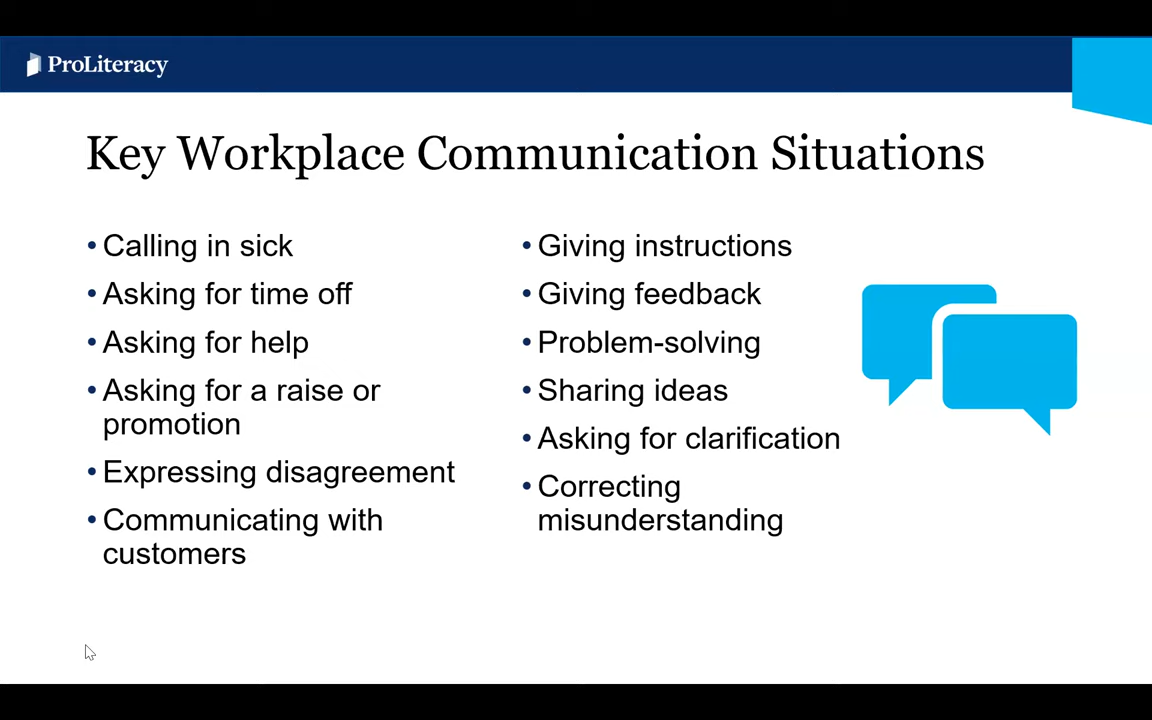 ProLiteracy
Key Workplace Communication Situations
• Calling in sick
• Asking for time off
• Asking for help
• Asking for a raise or
promotion
• Expressing disagreement
• Communicating with
customers
• Giving instructions
• Giving feedback
• Problem-solving
• Sharing ideas
• Asking for clarification
• Correcting
misunderstanding